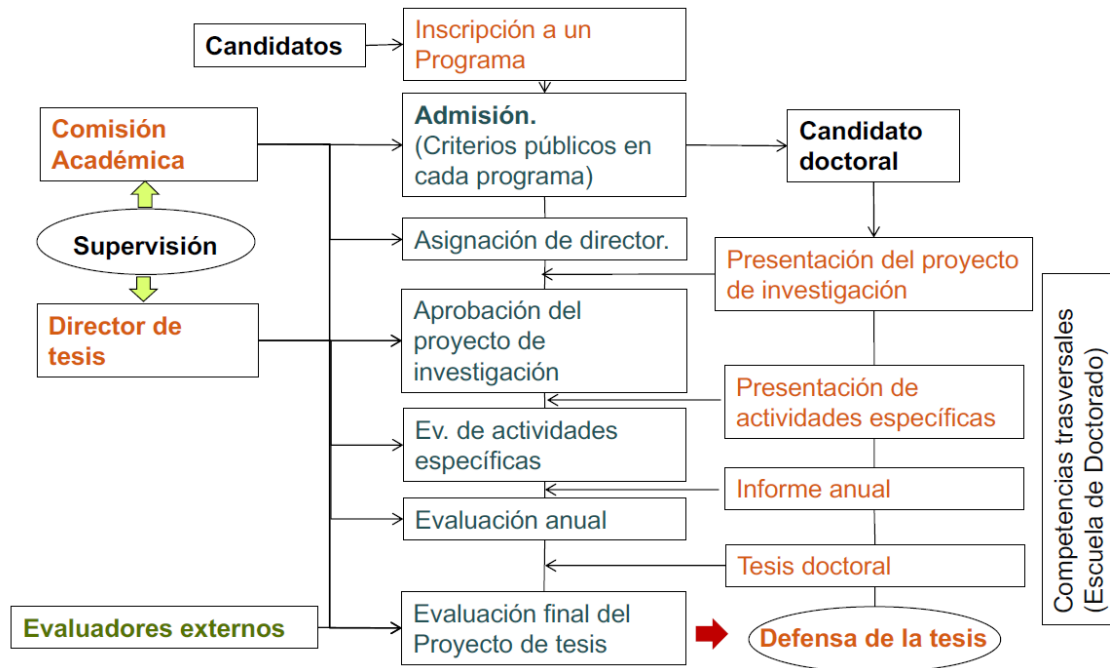 Candidatos
Inscripción a un
Programa
Comisión
Académica
Admisión.
(Criterios públicos en
cada programa)
Candidato
doctoral
Supervisión
Asignación de director.
Presentación del proyecto
de investigación
Director de
tesis
Aprobación del
proyecto de
investigación
Presentación de
actividades específicas
Ev. de actividades
específicas
Informe anual
Evaluación anual
Tesis doctoral
Evaluadores externos
Evaluación final del
Proyecto de tesis
Defensa de la tesis
Competencias trasversales
(Escuela de Doctorado)